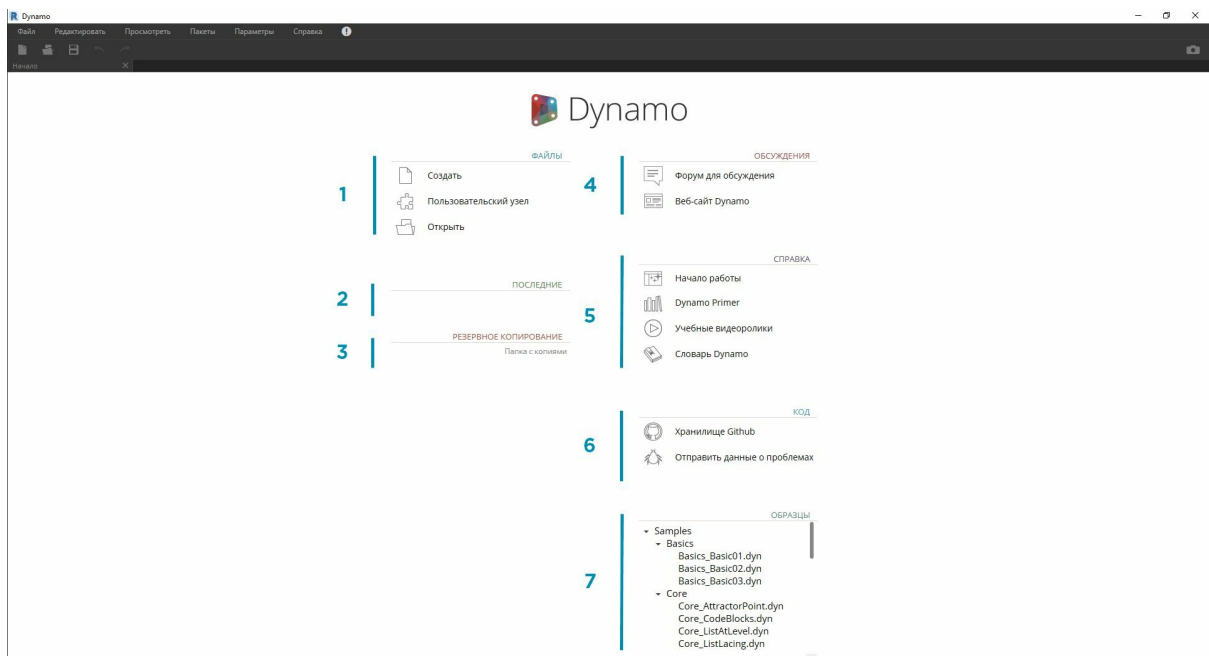 Dynamo
Файл Редактировать Просмотреть Пакеты Параметры Справка
Начало
Dynamo
1
ФАЙЛЫ
Создать
Пользовательский узел
Открыть
2
ПОСЛЕДНИЕ
3
РЕЗЕРВНОЕ КОПИРОВАНИЕ
Папка с копиями
4
ОБСУЖДЕНИЯ
Форум для обсуждения
Веб-сайт Dynamo
5
СПРАВКА
Начало работы
Dynamo Primer
Учебные видеоролики
Словарь Dynamo
6
КОД
Хранилище Github
Отправить данные о проблемах
7
ОБРАЗЦЫ
Samples
Basics
Basics_Basic01.dyn
Basics_Basic02.dyn
Basics_Basic03.dyn
Core
Core_AttractorPoint.dyn
Core_CodeBlocks.dyn
Core_ListAtLevel.dyn
Core_ListLacing.dyn